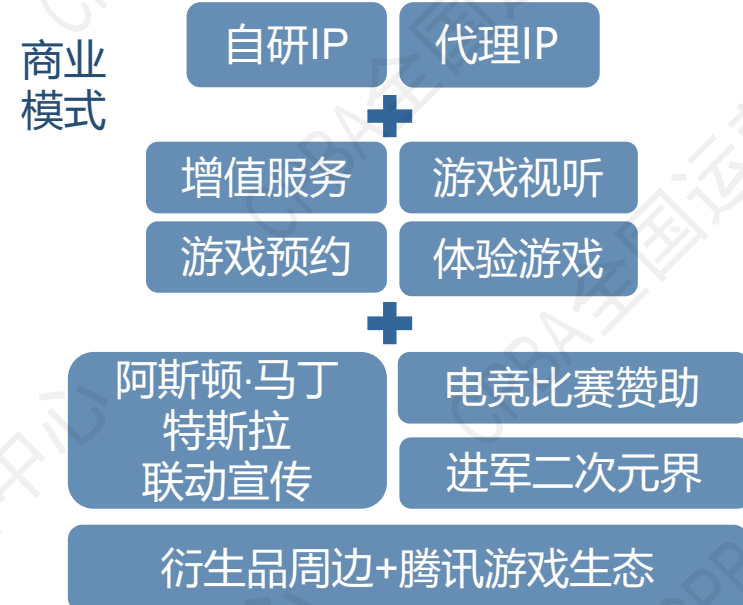 商业
模式
自研IP
代理IP
增值服务
游戏视听
游戏预约
体验游戏
阿斯顿·马丁
特斯拉
联动宣传
电竞比赛赞助
进军二次元界
衍生品周边+腾讯游戏生态